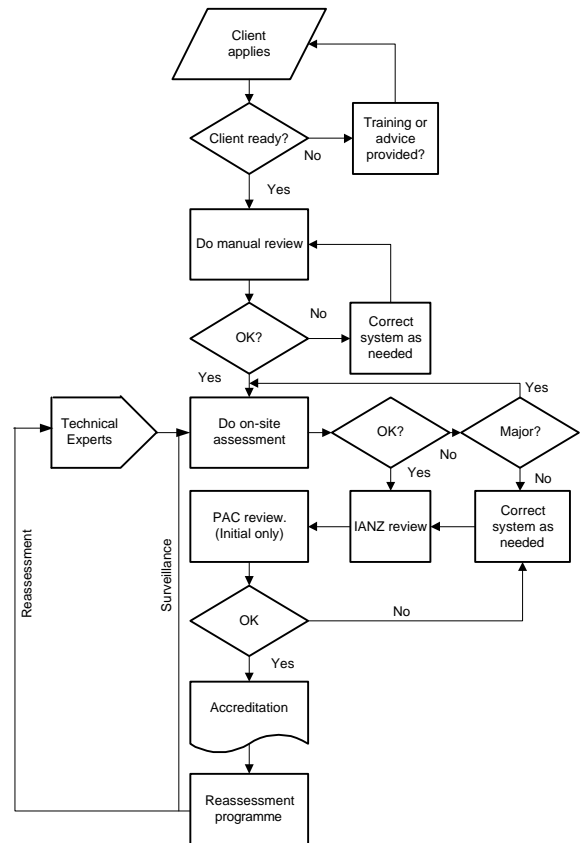 Client
applies
Client ready?
No
Training or
advice
provided?
Yes
Do manual review
OK?
No
Correct
system as
needed
Yes
Yes
Technical
Experts
Do on-site
assessment
OK?
No
Major?
Yes
No
PAC review.
(Initial only)
IANZ review
Correct
system as
needed
Reassessment
Surveillance
OK
No
Yes
Accreditation
Reassessment
programme